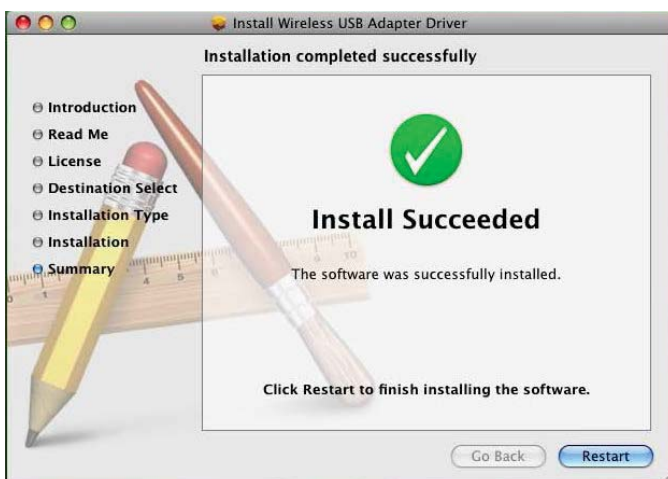 Install Wireless USB Adapter Driver
Installation completed successfully
Introduction
Read Me
License
Destination Select
Installation Type
Installation
Summary
Install Succeeded
The software was successfully installed.
Click Restart to finish installing the software.
Go Back
Restart